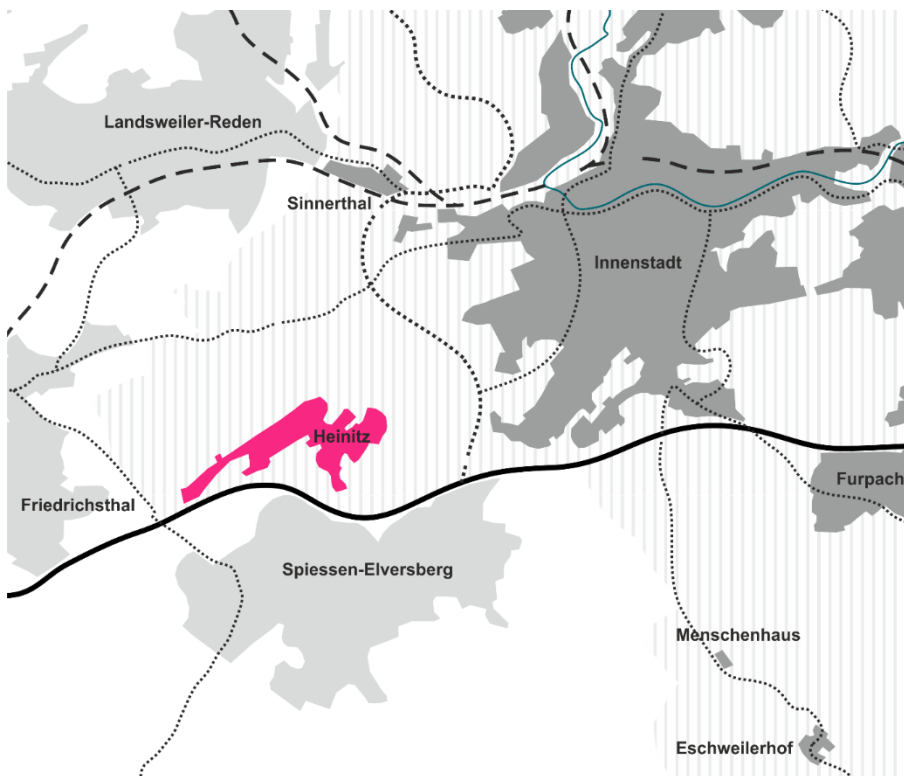 Landsweiler-Reden
Sinnerthal
Innenstadt
Heinitz
Friedrichsthal
Furpach
Spiessen-Elversberg
Menschenhaus
Eschweilerhof